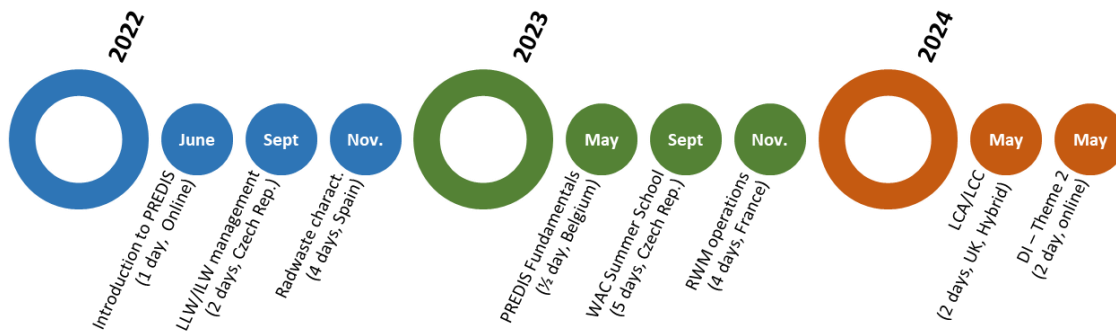 2022
June
Introduction to PREDIS
(1 day,  Online)
Sept
LLW/ILW management
(2 days, Czech Rep.)
Nov.
Radwaste charact.
(4 days, Spain)
2023
May
PREDIS Fundamentals
(½ day, Belgium)
Sept
WAC Summer School
(5 days, Czech Rep.)
Nov.
RWM operations
(4 days, France)
2024
May
LCA/LCC
(2 days, UK, Hybrid)
May
DI – Theme 2
(2 day, online)